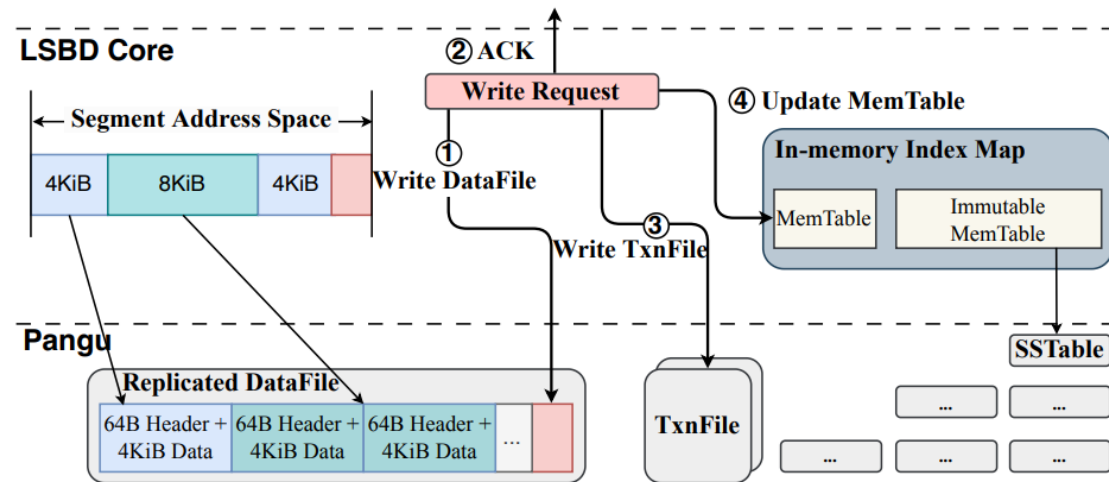 LSBD Core
② ACK
Write Request
Segment Address Space
4KiB
8KiB
4KiB
①
Write DataFile
③
Write TxnFile
④ Update MemTable
In-memory Index Map
MemTable
Immutable
MemTable
Pangu
Replicated DataFile
64B Header +
4KiB Data
64B Header +
4KiB Data
64B Header +
4KiB Data
...
TxnFile
SSTable
...
...
...
...
...